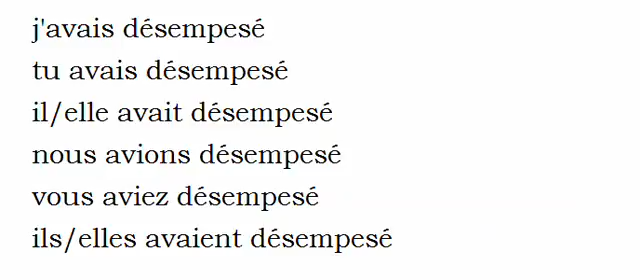 j'avais désempesé
tu avais désempesé
il/elle avait désempesé
nous avions désempesé
vous aviez désempesé
ils/elles avaient désempesé